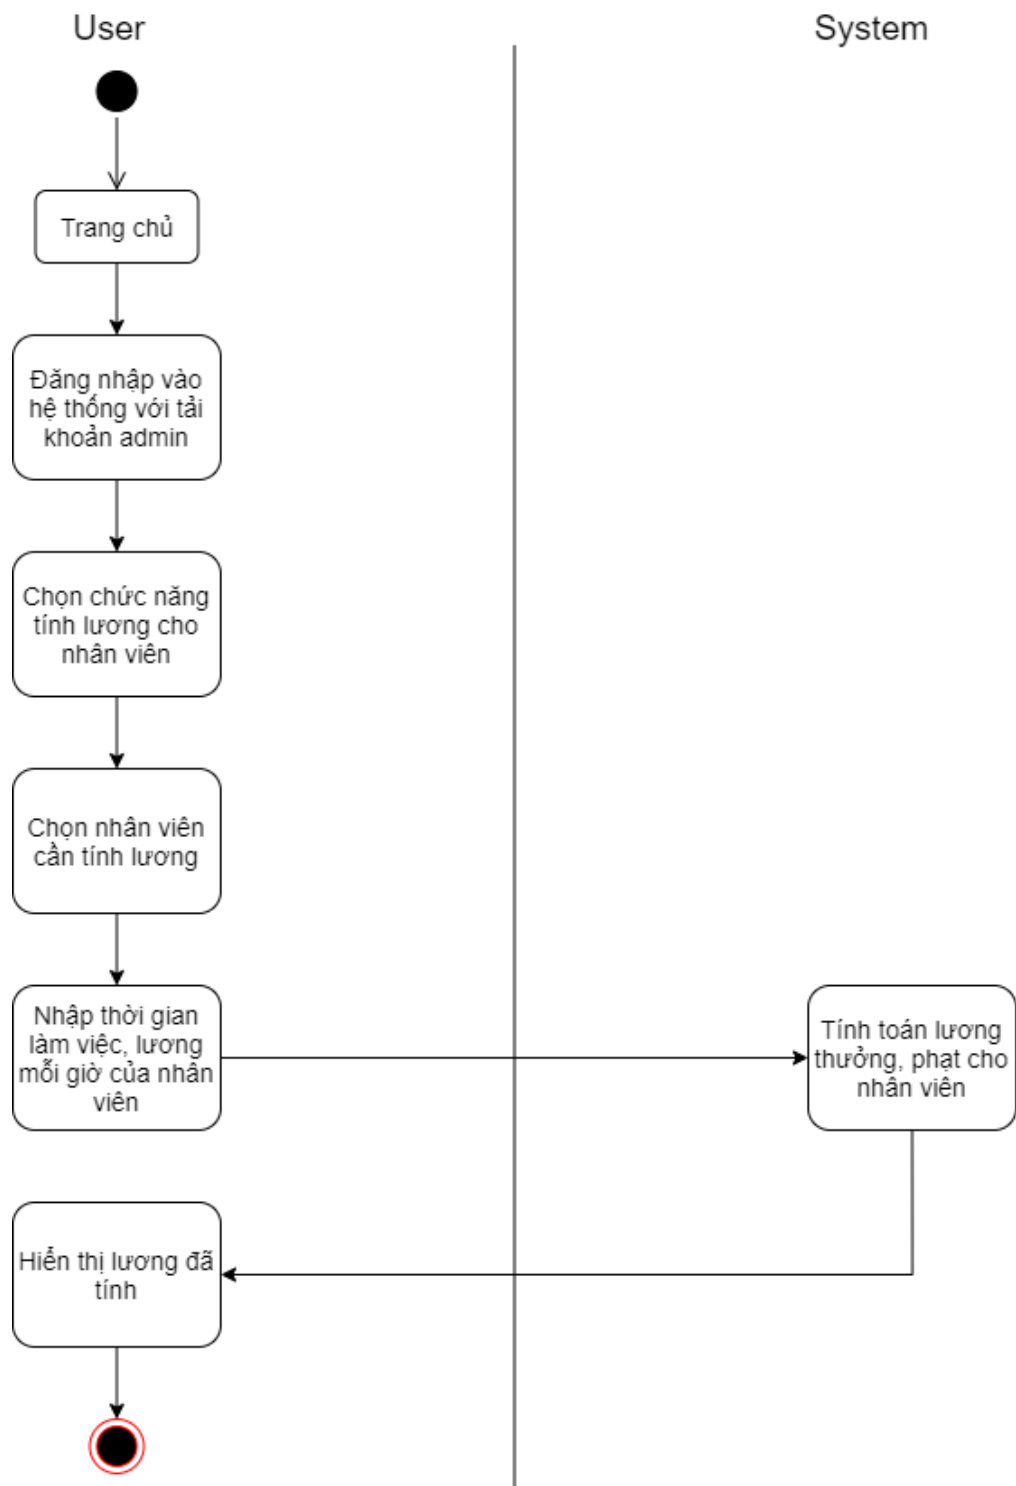 User
System
Trang chủ
Đăng nhập vào
hệ thống với tải
khoản admin
Chọn chức năng
tính lương cho
nhân viên
Chọn nhân viên
cần tính lương
Nhập thời gian
làm việc, lương
mỗi giờ của nhân
viên
Tính toán lương
thưởng, phạt cho
nhân viên
Hiển thị lương đã
tính